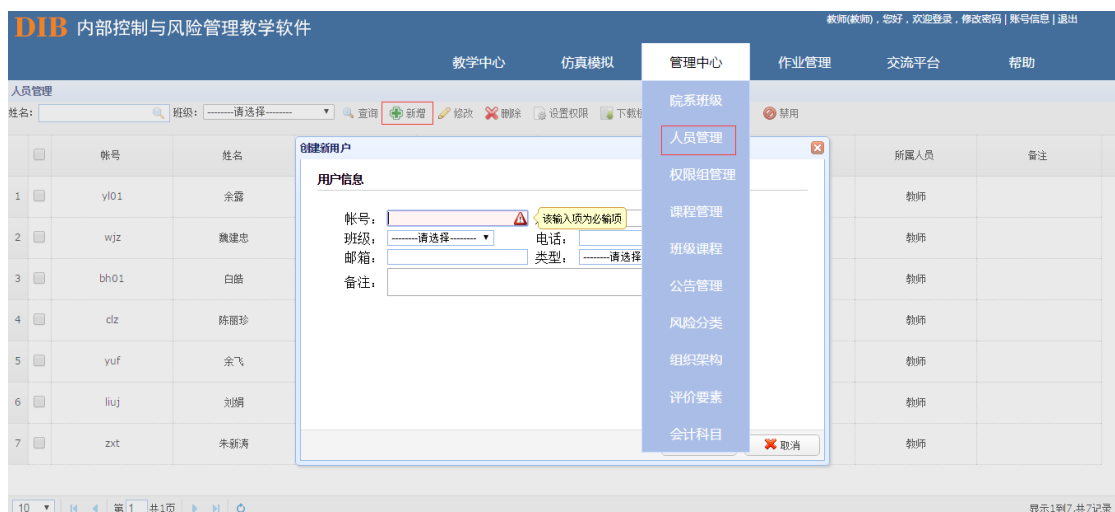 DIB 内部控制与风险管理教学软件
教师(教师)，您好，欢迎登录，修改密码 | 账号信息 | 退出
教学中心 仿真模拟 管理中心 作业管理 交流平台 帮助
人员管理
姓名： 班级： --------请选择-------- 查询 新增 修改 删除 设置权限 下载 禁用
院系班级
人员管理
权限组管理
课程管理
班级课程
公告管理
风险分类
组织架构
评价要素
会计科目
帐号 姓名 所属人员 备注
1 yl01 余露 教师
2 wjz 魏建忠 教师
3 bh01 白皓 教师
4 clz 陈丽珍 教师
5 yuf 余飞 教师
6 liuj 刘娟 教师
7 zxt 朱新涛 教师
创建新用户
用户信息
帐号： 该输入项为必输项
班级： --------请选择-------- 电话：
邮箱： 类型： --------请选择
备注：
取消
10 第 1 共1页 显示1到7,共7记录